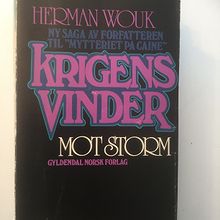 HERMAN WOUK
NY SAGA AV FORFATTEREN
TIL "MYTTERIET PÅ CAINE"
KRIGENS
VINDER
MOT STORM
GYLDENDAL NORSK FORLAG